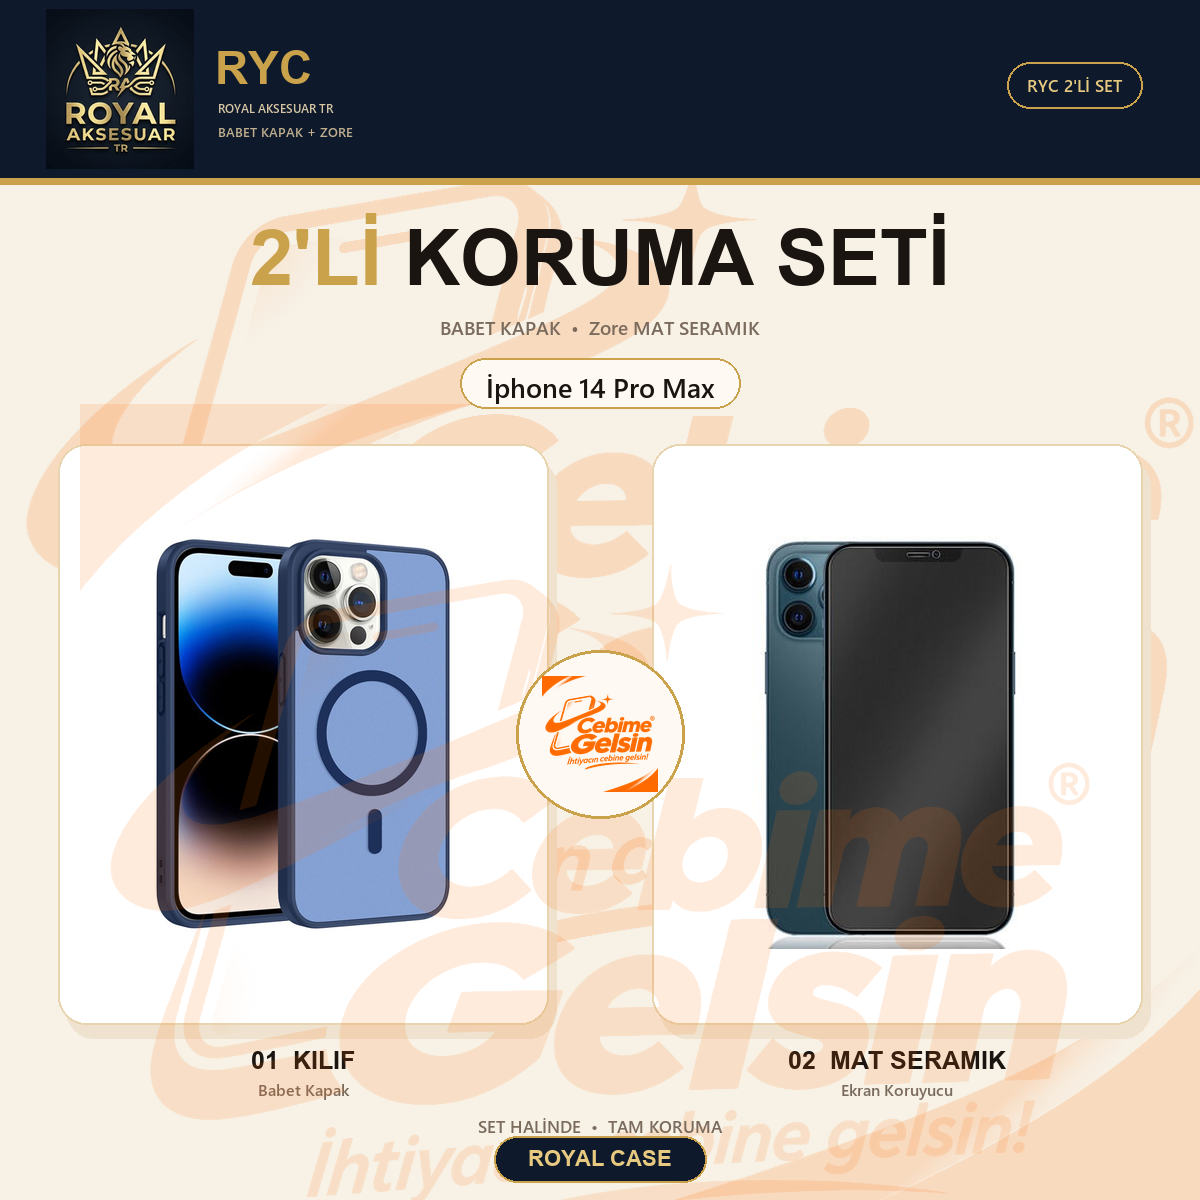 ROYAL
AKSESUAR
TR
RYC
ROYAL AKSESUAR TR
BABET KAPAK + ZORE
RYC 2'Lİ SET
2'Lİ KORUMA SETİ
BABET KAPAK • Zore MAT SERAMIK
İphone 14 Pro Max
Cebime®
Gelsin
İhtiyacın cebine gelsin!
Cebime®
Gelsin
01 KILIF
Babet Kapak
02 MAT SERAMIK
Ekran Koruyucu
SET HALİNDE • TAM KORUMA
ROYAL CASE